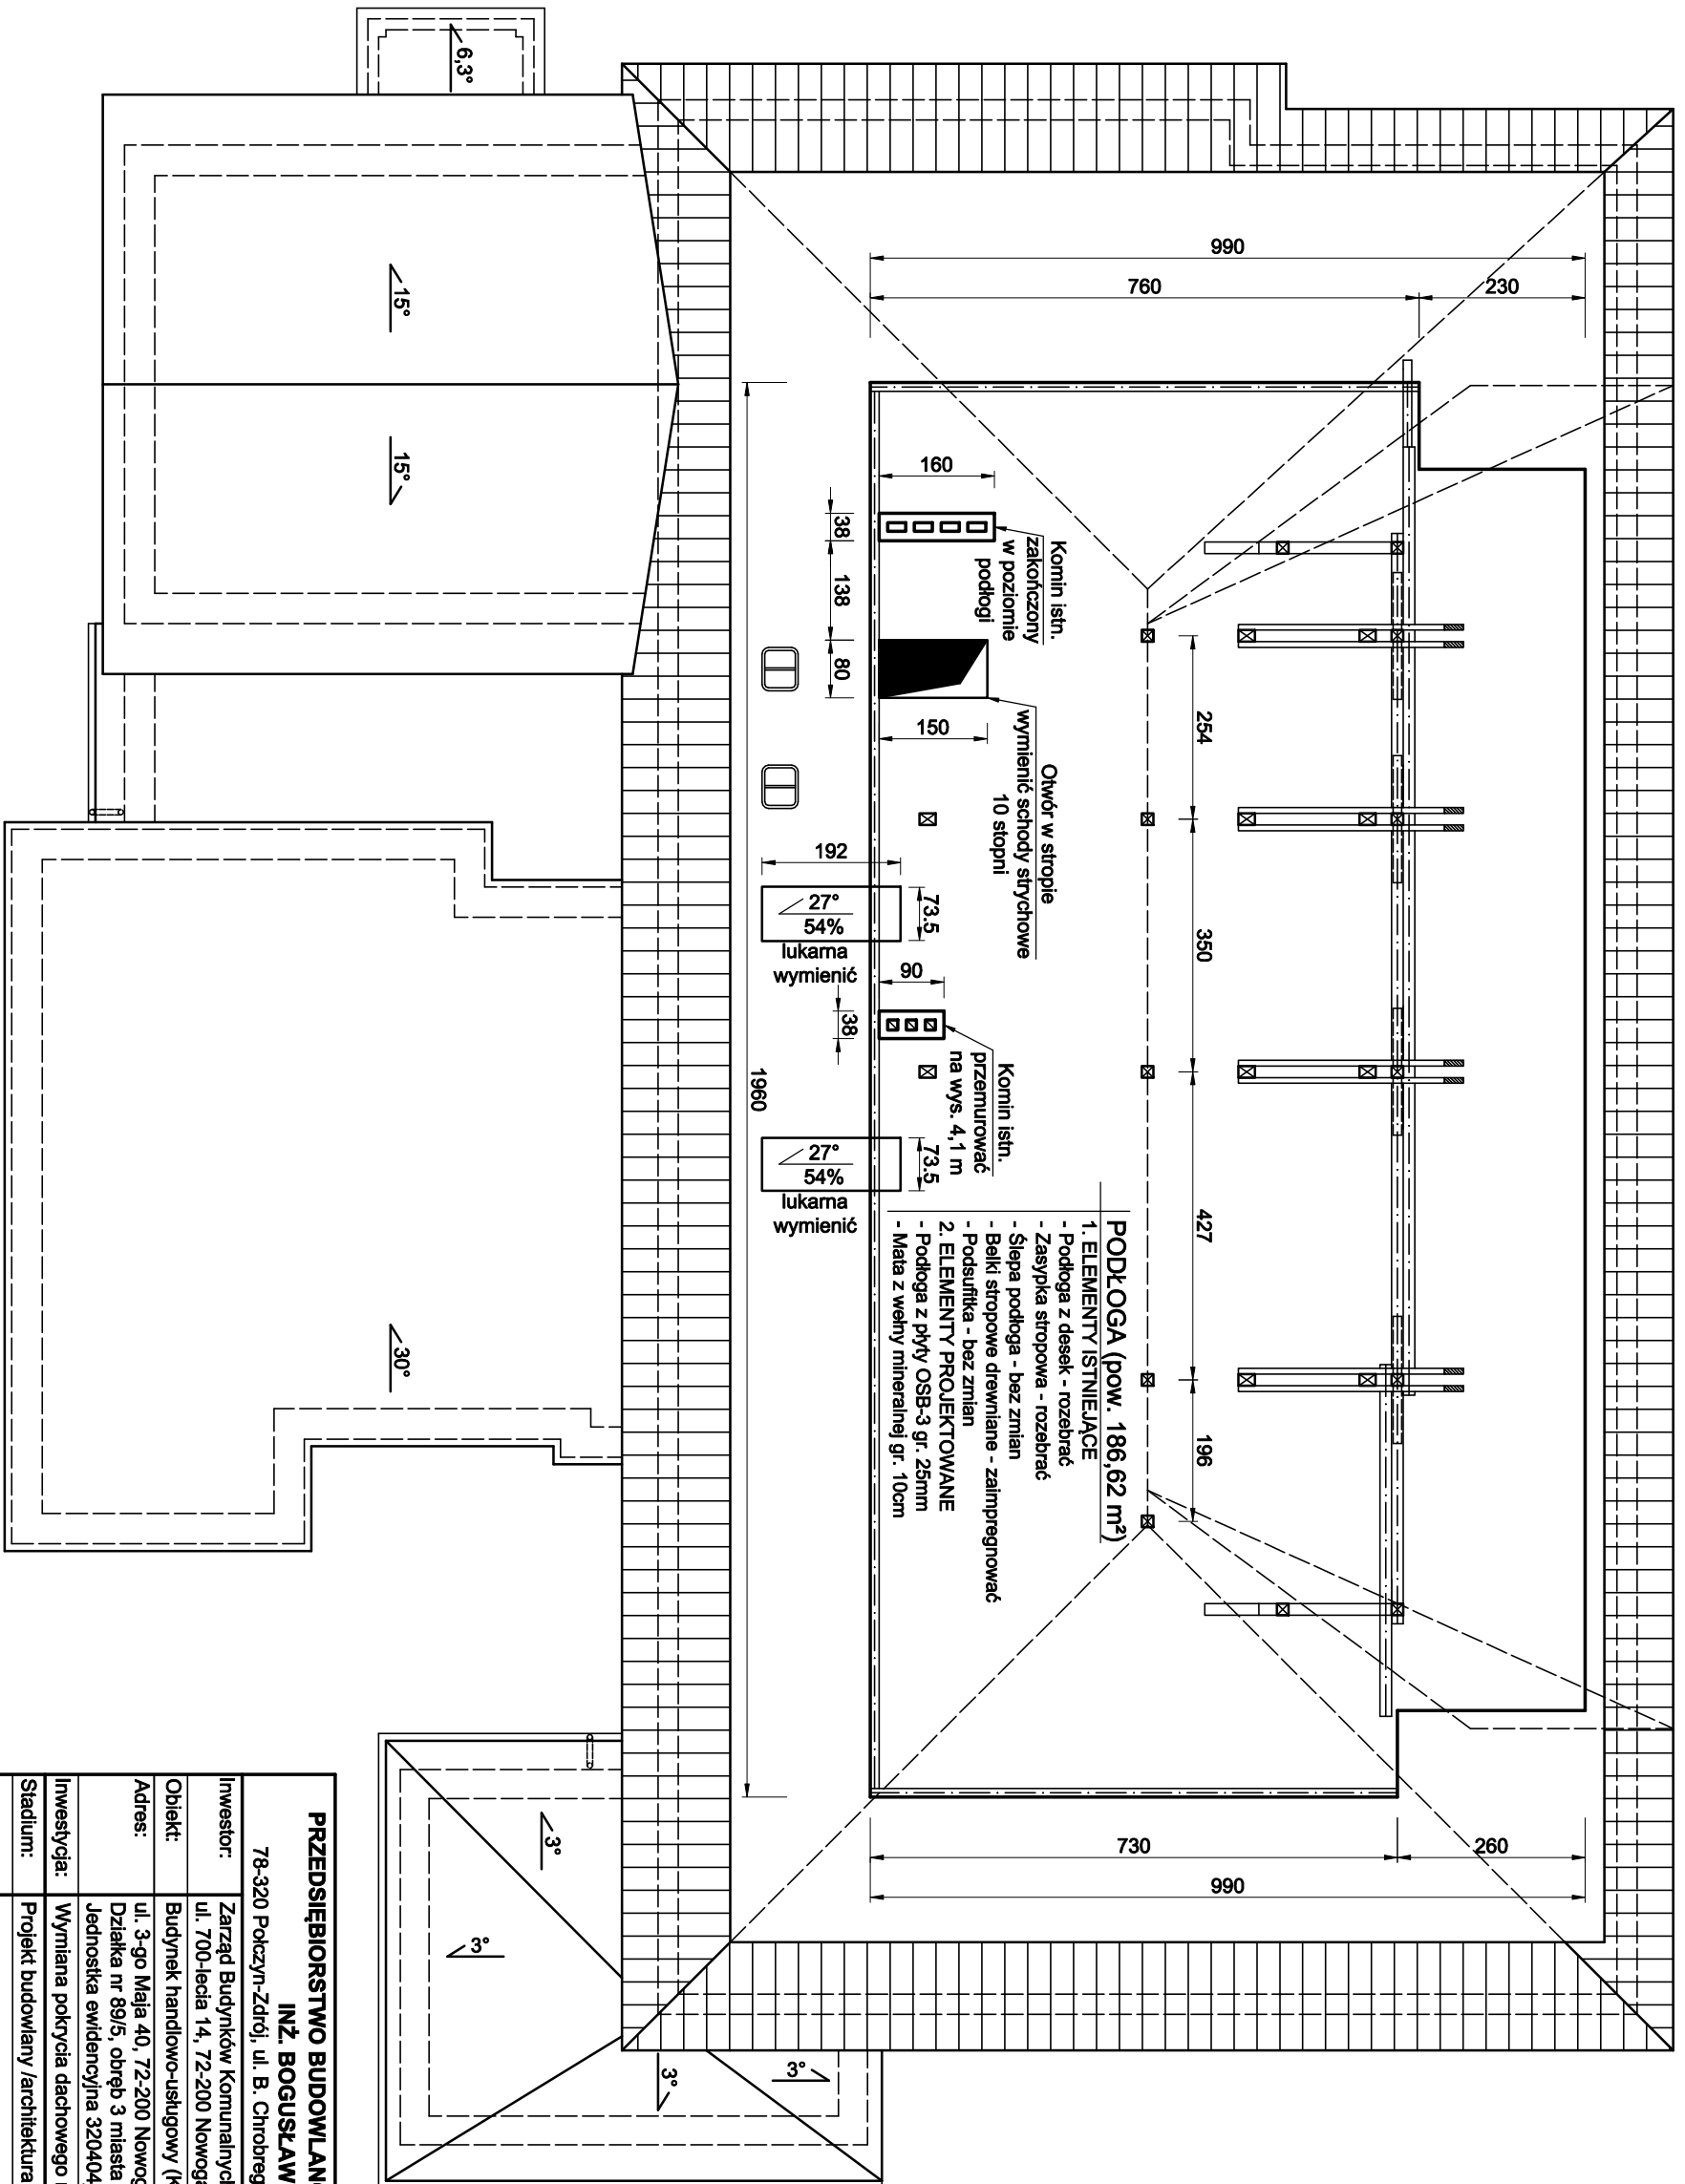 6,3°
15°
15°
30°
3°
3°
3°
3°
990
760
230
160
38
138
80
150
Komin istn.
zakończony
w poziomie
podłogi
Otwór w stropie
wymienić schody strychowe
10 stopni
254
350
427
196
192
73.5
27°
54%
lukarna
wymienić
90
38
Komin istn.
przemurować
na wys. 4,1 m
73.5
27°
54%
lukarna
wymienić
1960
PODŁOGA (pow. 186,62 m²)
1. ELEMENTY ISTNIEJĄCE
- Podłoga z desek - rozebrać
- Zasypka stropowa - rozebrać
- Ślepa podłoga - bez zmian
- Belki stropowe drewniane - zaimpregnować
- Podsufitka - bez zmian
2. ELEMENTY PROJEKTOWANE
- Podłoga z płyty OSB-3 gr. 25mm
- Mata z wełny mineralnej gr. 10cm
730
260
990
PRZEDSIĘBIORSTWO BUDOWLAN
INŻ. BOGUSŁAW
78-320 Połczyn-Zdrój, ul. B. Chrobreg
Inwestor: Zarząd Budynków Komunalnych
ul. 700-lecia 14, 72-200 Nowoga
Obiekt: Budynek handlowo-usługowy (k
Adres: ul. 3-go Maja 40, 72-200 Nowog
Działka nr 89/5, obręb 3 miasta
Jednostka ewidencyjna 320404
Inwestycja: Wymiana pokrycia dachowego
Stadium: Projekt budowlany /architektura